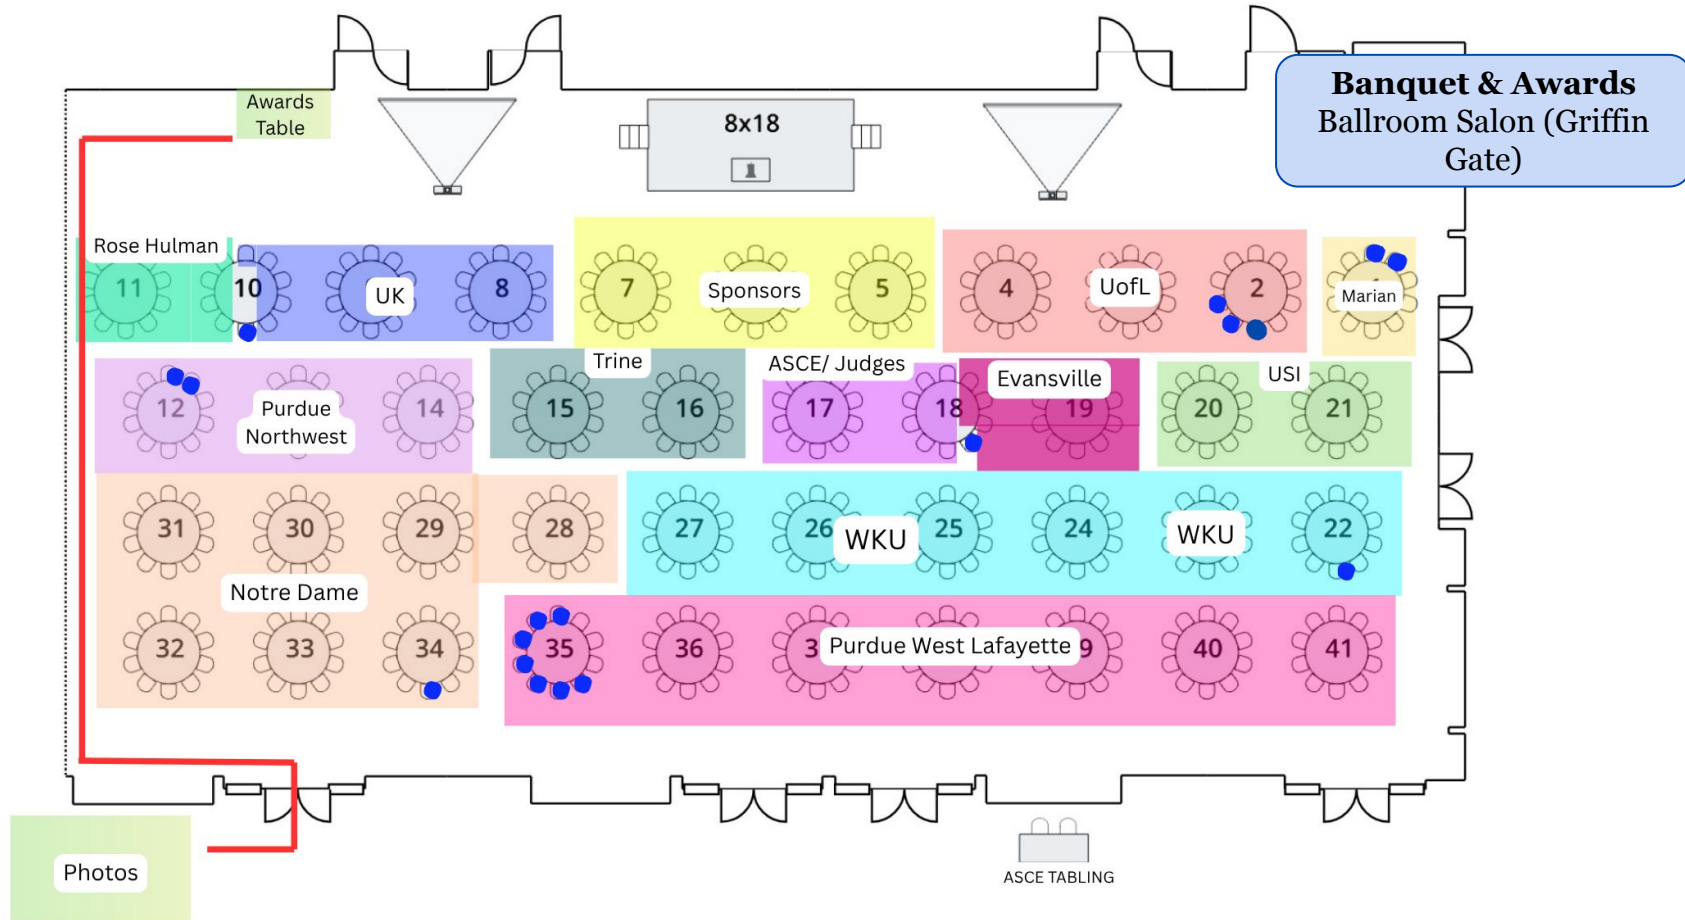 Banquet & Awards
Ballroom Salon (Griffin
Gate)
Awards
Table
8x18
Rose Hulman
11
10
UK
8
7
Sponsors
5
4
UofL
2
Marian
12
Purdue
Northwest
14
Trine
15
16
ASCE/ Judges
17
18
Evansville
19
USI
20
21
31
30
29
28
27
26
WKU
25
24
WKU
22
Notre Dame
32
33
34
35
36
3
Purdue West Lafayette
9
40
41
Photos
ASCE TABLING